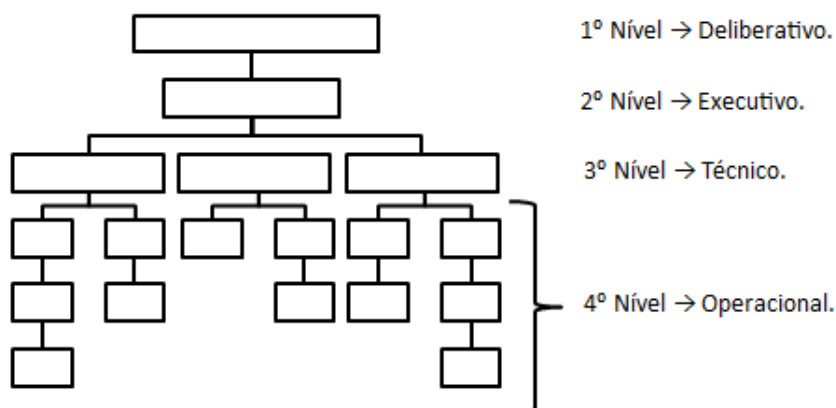 1º Nível → Deliberativo.
2º Nível → Executivo.
3º Nível → Técnico.
4º Nível → Operacional.